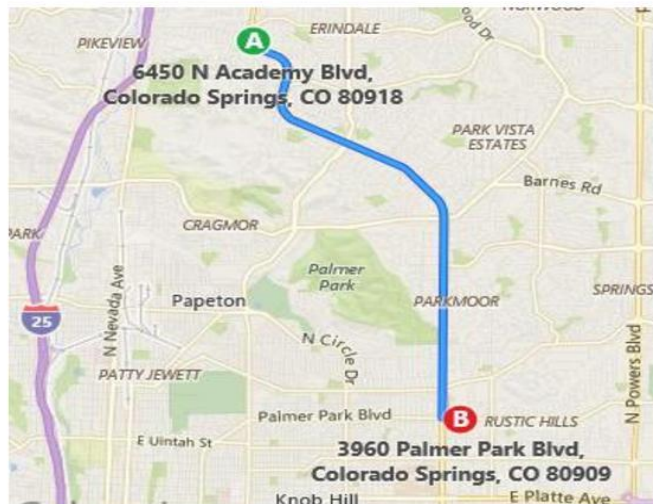 NORWOOD
ERINDALE
PIKEVIEW
A
6450 N Academy Blvd,
Colorado Springs, CO 80918
PARK VISTA
ESTATES
Barnes Rd
PARK
CRAGMOR
Palmer
Park
SPRINGS
Papeton
PARKMOOR
25
N Nevada Ave
N Circle Dr
N Powers Blvd
PATTY JEWETT
Palmer Park Blvd
B
RUSTIC HILLS
E Uintah St
3960 Palmer Park Blvd,
Colorado Springs, CO 80909
Knob Hill
E Platte Ave